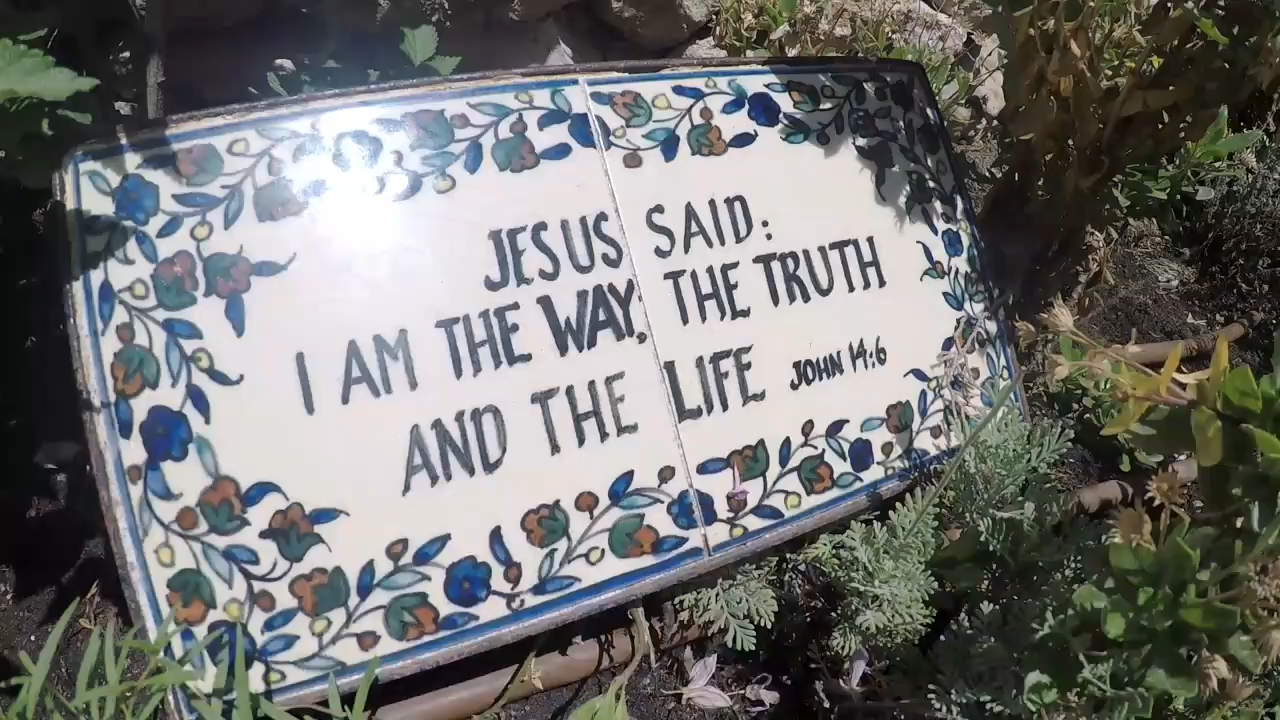 JESUS SAID:
I AM THE WAY, THE TRUTH
AND THE LIFE JOHN 14:6